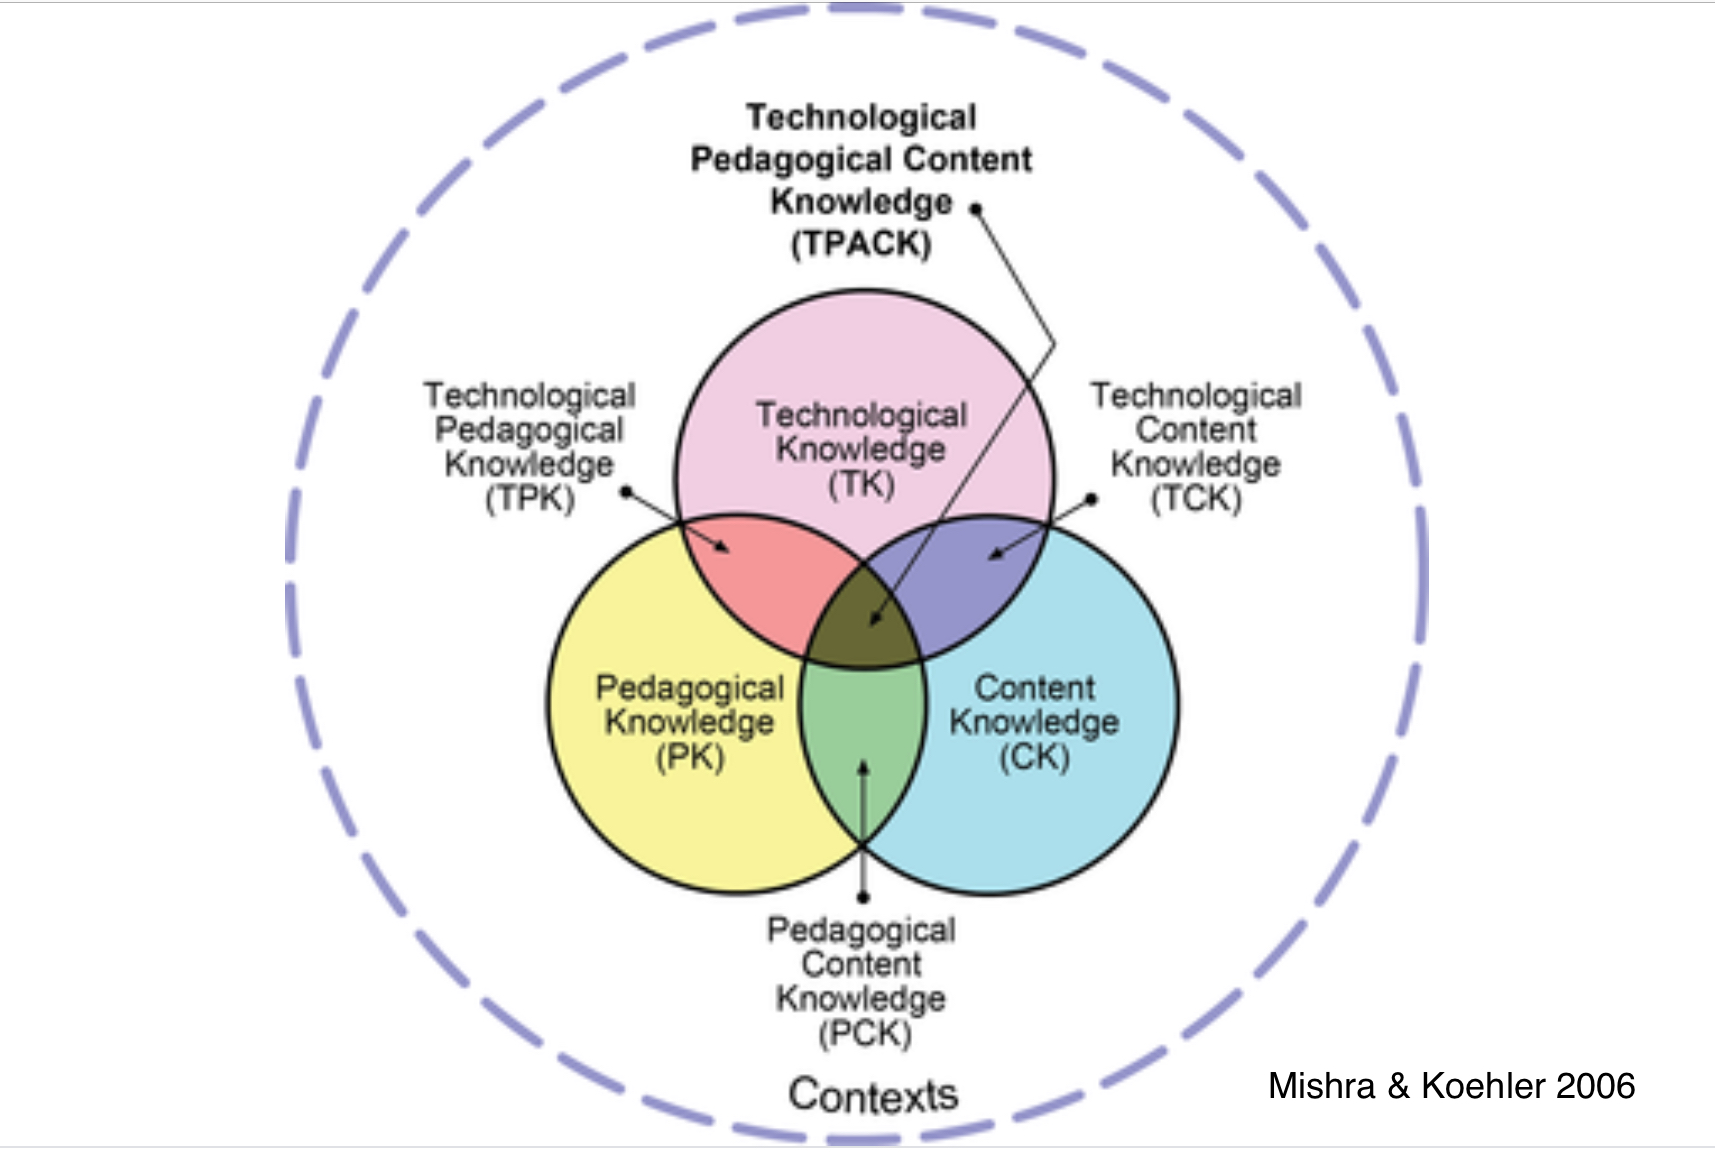 Technological
Pedagogical Content
Knowledge
(TPACK)
Technological
Pedagogical
Knowledge
(TPK)
Technological
Knowledge
(TK)
Technological
Content
Knowledge
(TCK)
Pedagogical
Knowledge
(PK)
Content
Knowledge
(CK)
Pedagogical
Content
Knowledge
(PCK)
Contexts
Mishra & Koehler 2006